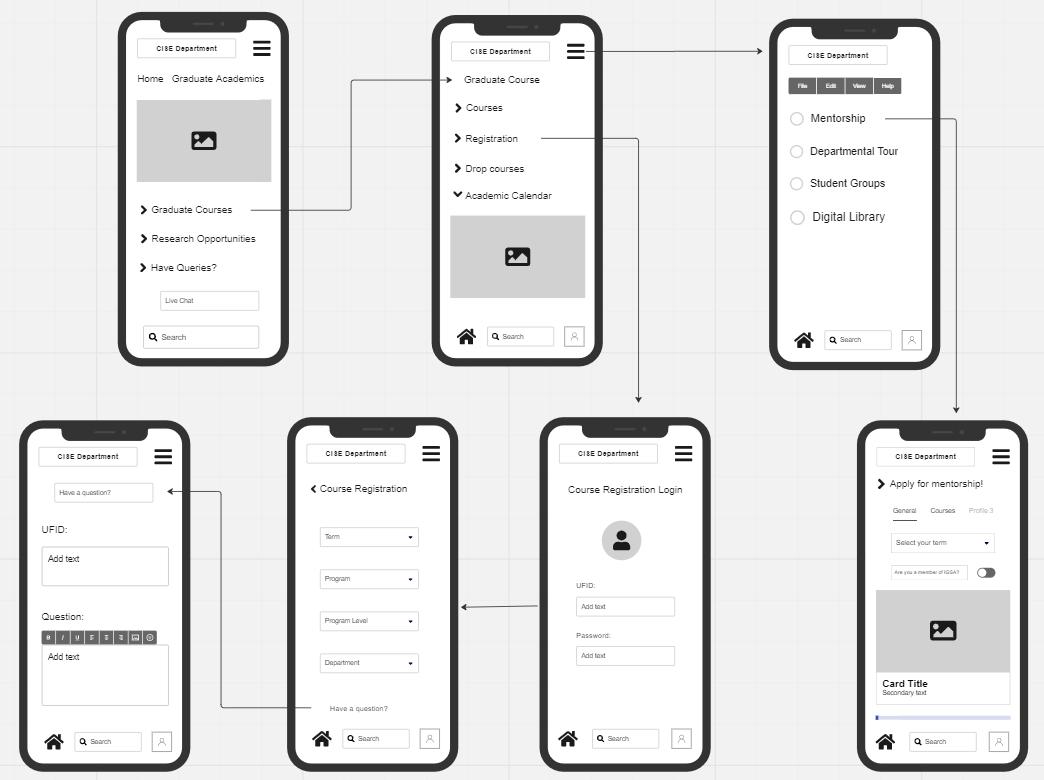 CISE Department
Home Graduate Academics
Graduate Courses
Research Opportunities
Have Queries?
Live Chat
Search
CISE Department
Graduate Course
Courses
Registration
Drop courses
Academic Calendar
Search
CISE Department
File Edit View Help
Mentorship
Departmental Tour
Student Groups
Digital Library
Search
CISE Department
Have a question?
UFID:
Add text
Question:
B I U
Add text
Search
CISE Department
Course Registration
Term
Program
Program Level
Department
Have a question?
Search
CISE Department
Course Registration Login
UFID:
Add text
Password:
Add text
Search
CISE Department
Apply for mentorship!
General Courses Profile 3
Select your term
Are you a member of IGSA?
Card Title
Secondary text
Search